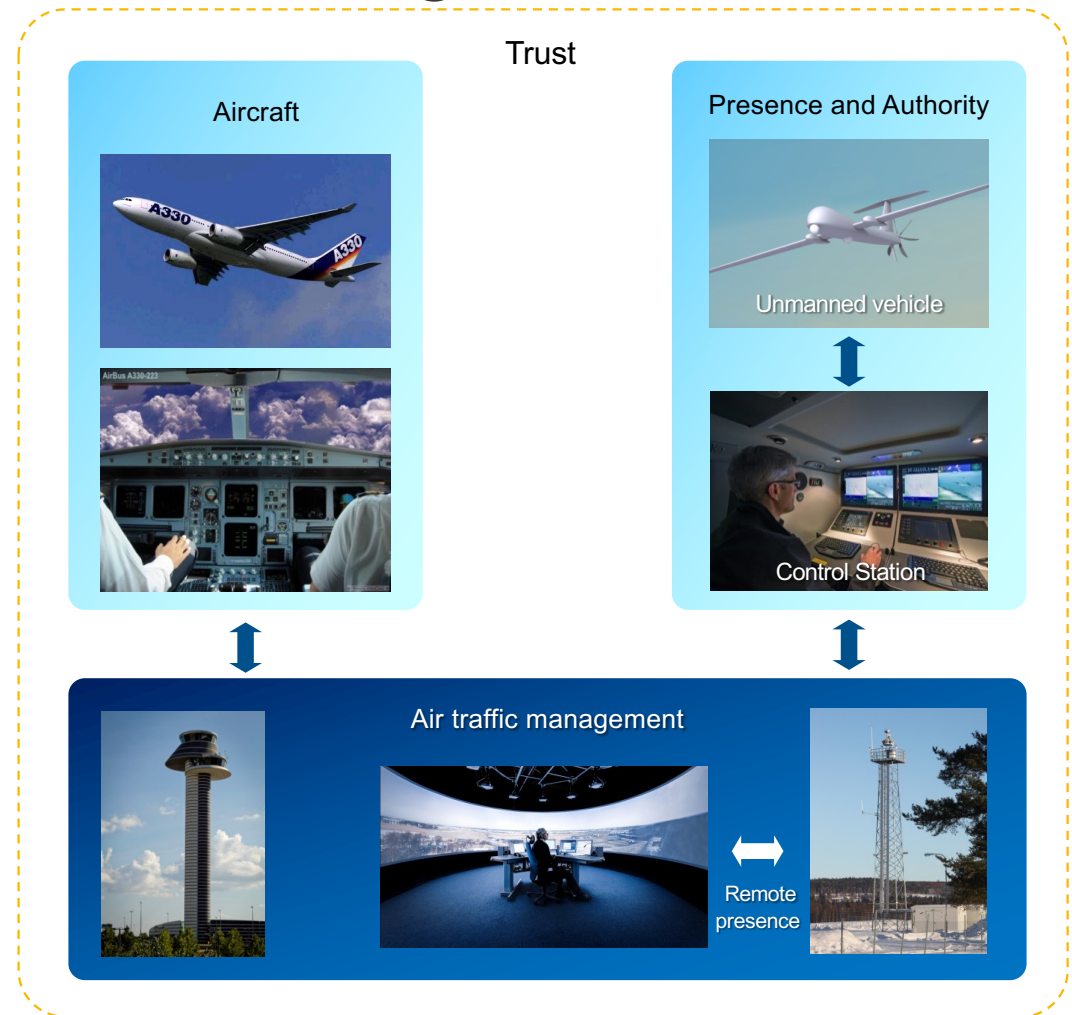 Trust
Aircraft
A330
A330
AirBus A330-223
Presence and Authority
Unmanned vehicle
Control Station
Air traffic management
Remote
presence